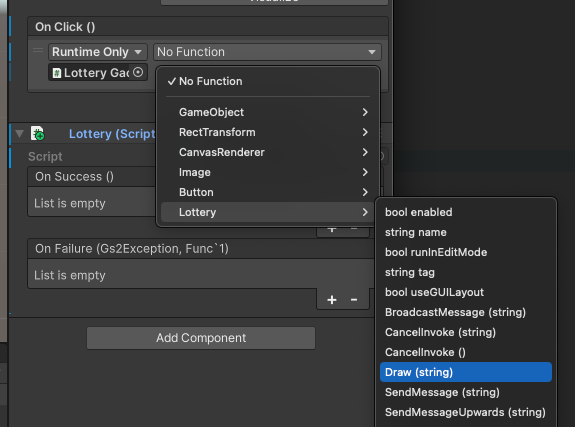 On Click ()
Runtime Only
No Function
Lottery Gac
No Function
GameObject
RectTransform
CanvasRenderer
Image
Button
Lottery
bool enabled
string name
bool runInEditMode
string tag
bool useGUILayout
BroadcastMessage (string)
CancelInvoke (string)
CancelInvoke ()
Draw (string)
SendMessage (string)
SendMessageUpwards (string)
Lottery (Script
Script
On Success ()
List is empty
On Failure (Gs2Exception, Func`1)
List is empty
Add Component